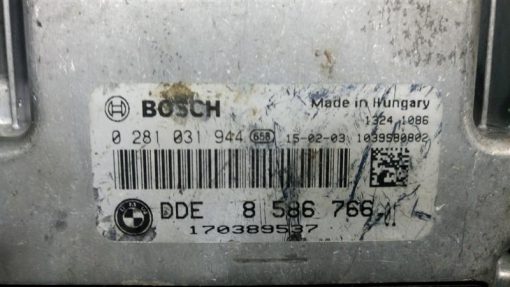 BOSCH Made in Hungary
1324 1086
0 281 031 944 658 15-02-03 1039S80802
DDE 8 586 766
170389537